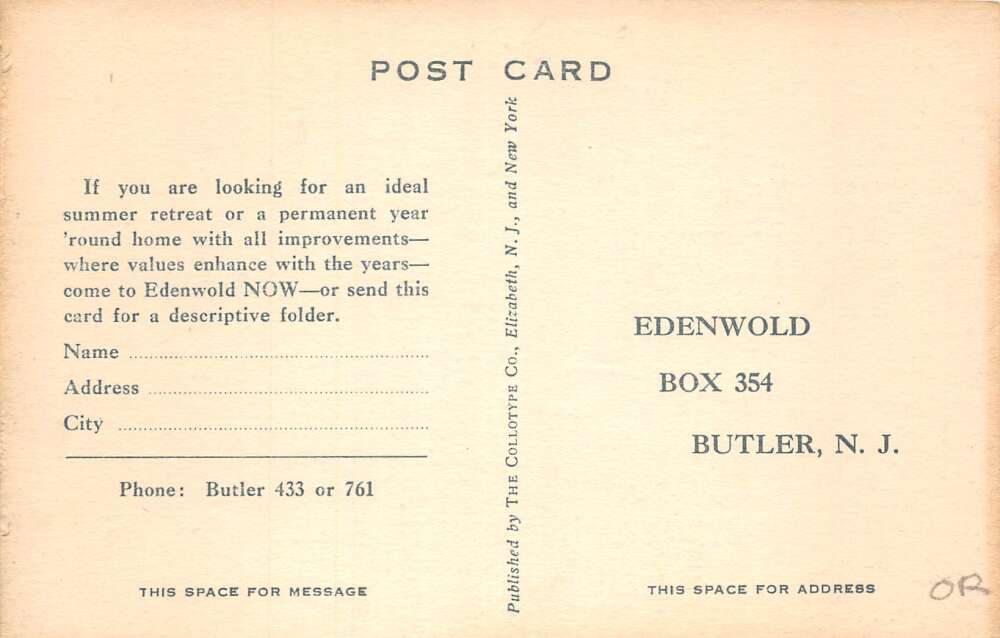 POST CARD
If you are looking for an ideal
summer retreat or a permanent year
'round home with all improvements—
where values enhance with the years—
come to Edenwold NOW—or send this
card for a descriptive folder.
Name
Address
City
Phone: Butler 433 or 761
THIS SPACE FOR MESSAGE
Published by THE COLLOTYPE CO., Elizabeth, N. J., and New York
EDENWOLD
BOX 354
BUTLER, N. J.
THIS SPACE FOR ADDRESS
OR